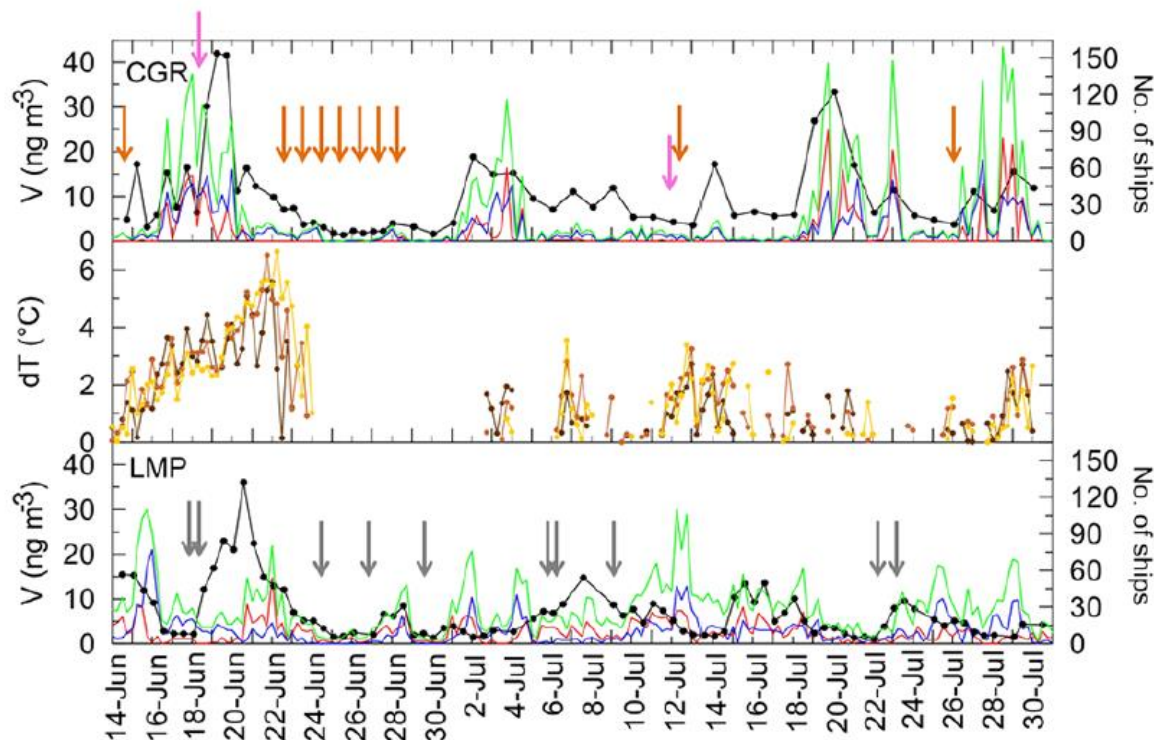 CGR
V (ng m-3)
40
30
20
10
0
150
120
90
60
30
0
No. of ships
dT (°C)
6
4
2
0
LMP
V (ng m-3)
40
30
20
10
0
150
120
90
60
30
0
No. of ships
14-Jun
16-Jun
18-Jun
20-Jun
22-Jun
24-Jun
26-Jun
28-Jun
30-Jun
2-Jul
4-Jul
6-Jul
8-Jul
10-Jul
12-Jul
14-Jul
16-Jul
18-Jul
20-Jul
22-Jul
24-Jul
26-Jul
28-Jul
30-Jul